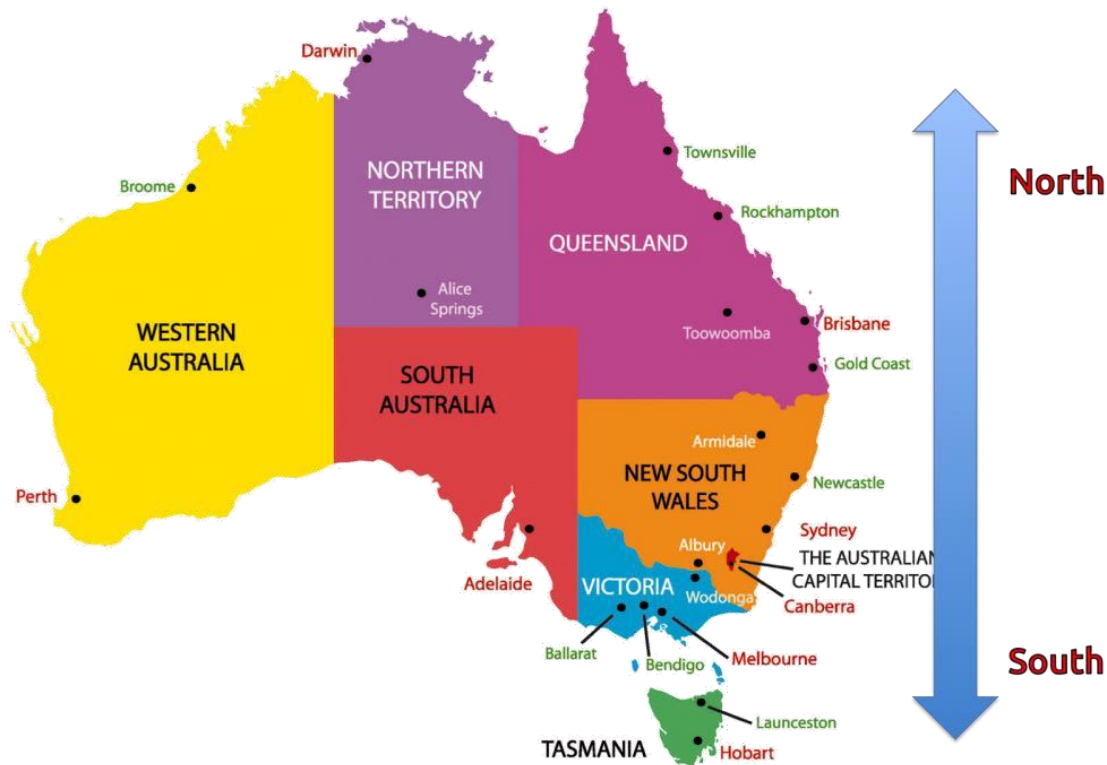 Darwin
Townsville
NORTHERN
TERRITORY
North
Broome
Rockhampton
QUEENSLAND
Alice
Springs
WESTERN
AUSTRALIA
Toowoomba
Brisbane
SOUTH
AUSTRALIA
Gold Coast
Armidale
NEW SOUTH
WALES
Newcastle
Perth
Sydney
Albury
THE AUSTRALIAN
CAPITAL TERRITO
Adelaide
VICTORIA
Wodonga
Canberra
Ballarat
Bendigo
Melbourne
South
Launceston
TASMANIA
Hobart